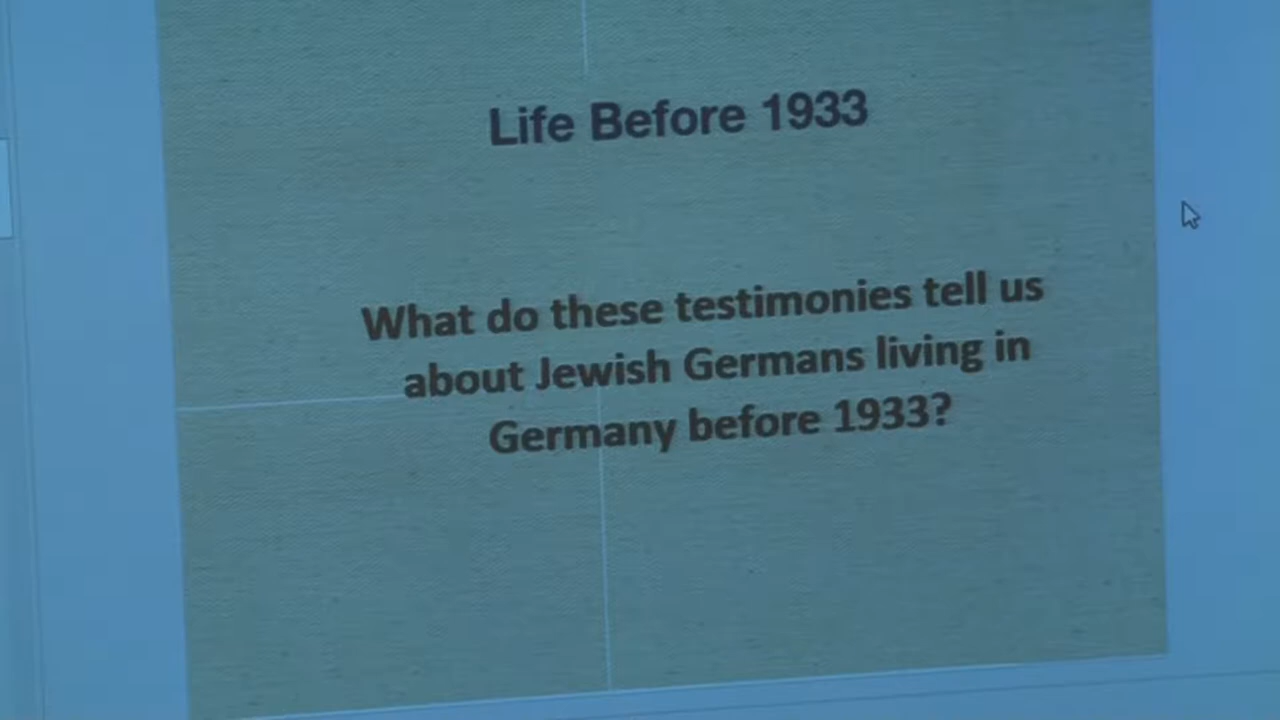 Life Before 1933
What do these testimonies tell us
about Jewish Germans living in
Germany before 1933?